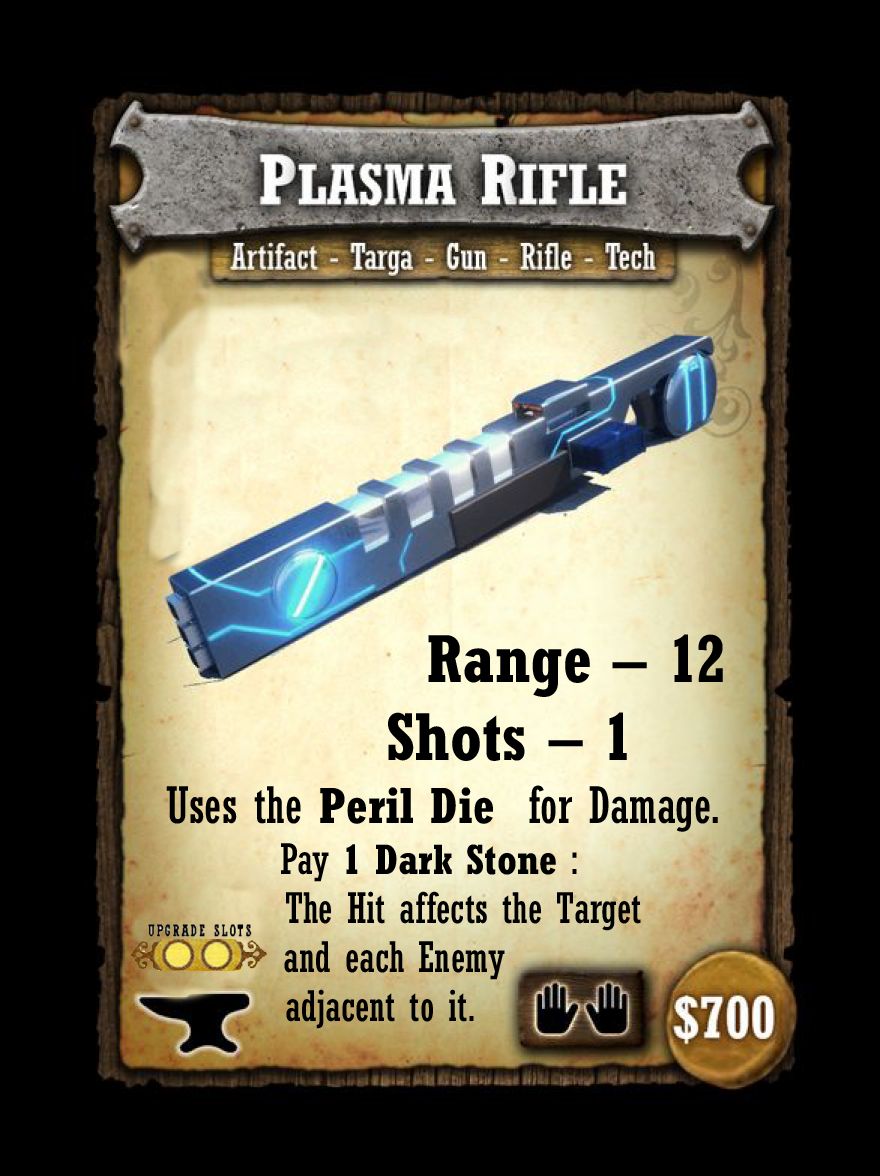 Plasma Rifle
Artifact - Targa - Gun - Rifle - Tech
Range – 12
Shots – 1
Uses the Peril Die for Damage.
Pay 1 Dark Stone :
The Hit affects the Target
and each Enemy
adjacent to it.
UPGRADE SLOTS
$700